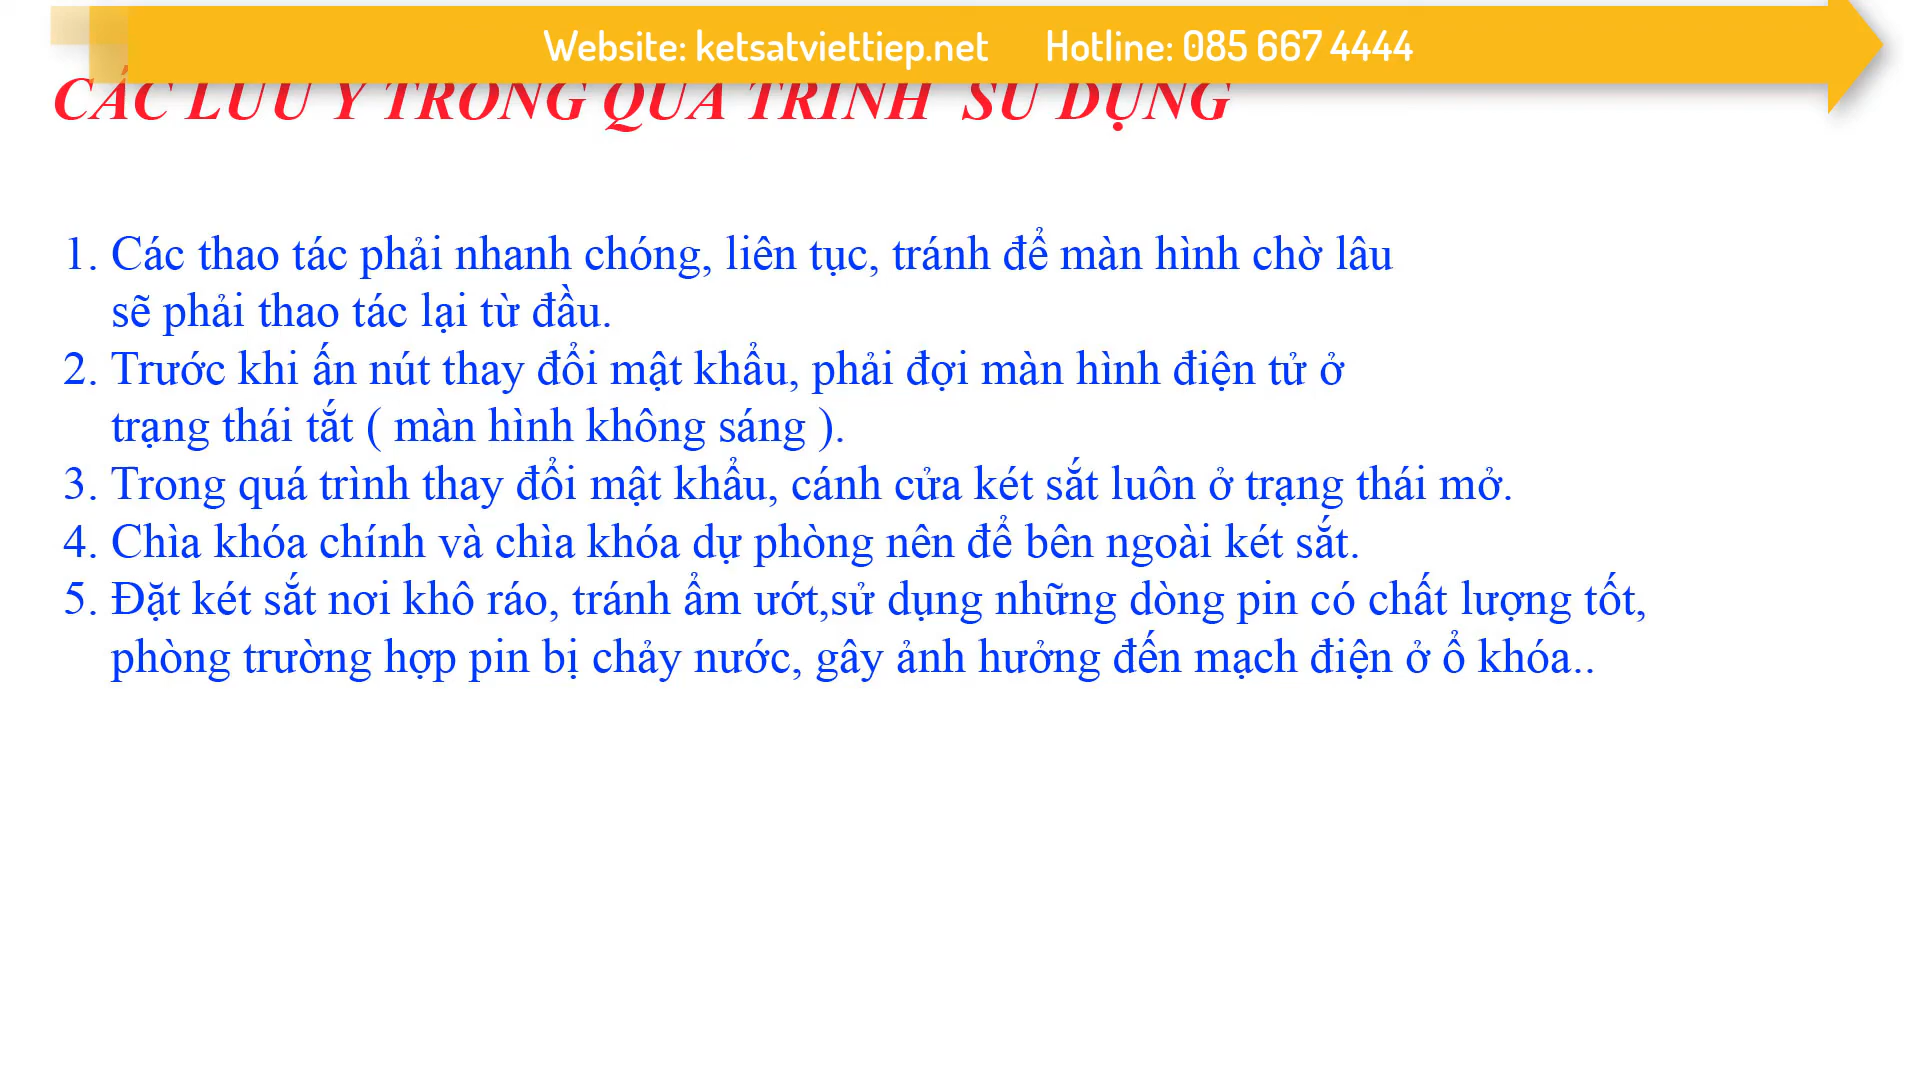 Website: ketsatviettiep.net Hotline: 085 667 4444
CÁC LƯU Ý TRONG QUÁ TRÌNH SỬ DỤNG
1. Các thao tác phải nhanh chóng, liên tục, tránh để màn hình chờ lâu
sẽ phải thao tác lại từ đầu.
2. Trước khi ấn nút thay đổi mật khẩu, phải đợi màn hình điện tử ở
trạng thái tắt ( màn hình không sáng ).
3. Trong quá trình thay đổi mật khẩu, cánh cửa két sắt luôn ở trạng thái mở.
4. Chìa khóa chính và chìa khóa dự phòng nên để bên ngoài két sắt.
5. Đặt két sắt nơi khô ráo, tránh ẩm ướt,sử dụng những dòng pin có chất lượng tốt,
phòng trường hợp pin bị chảy nước, gây ảnh hưởng đến mạch điện ở ổ khóa..